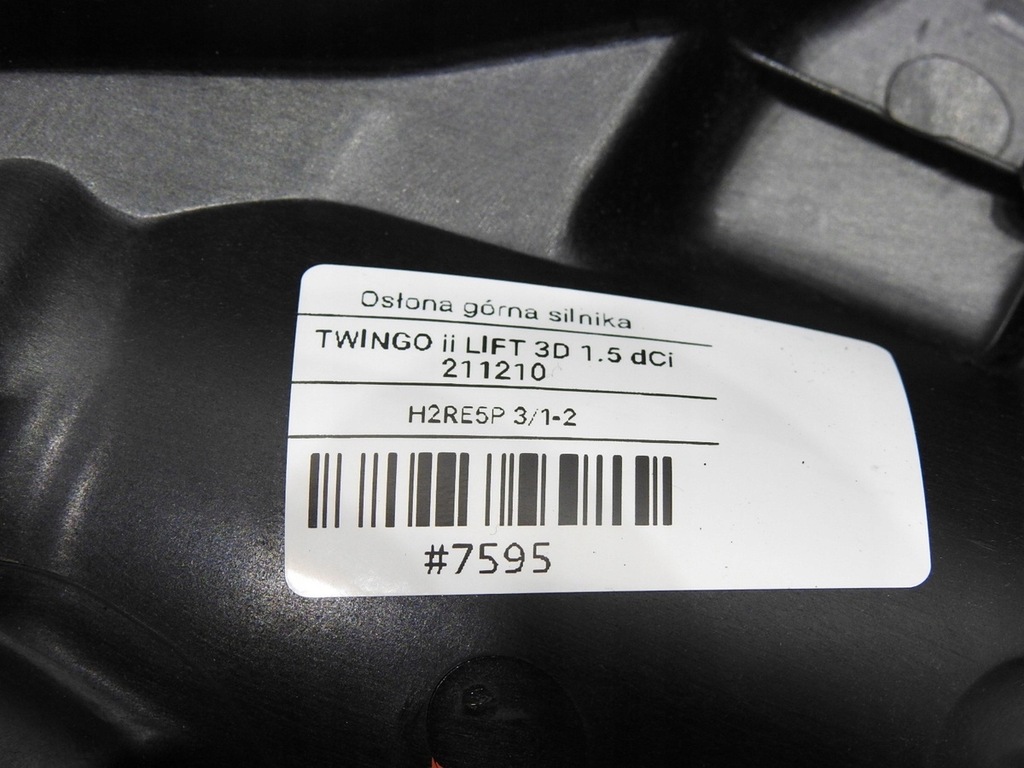 Osłona górna silnika
TWINGO ii LIFT 3D 1.5 dCi
211210
H2RE5P 3/1-2
#7595